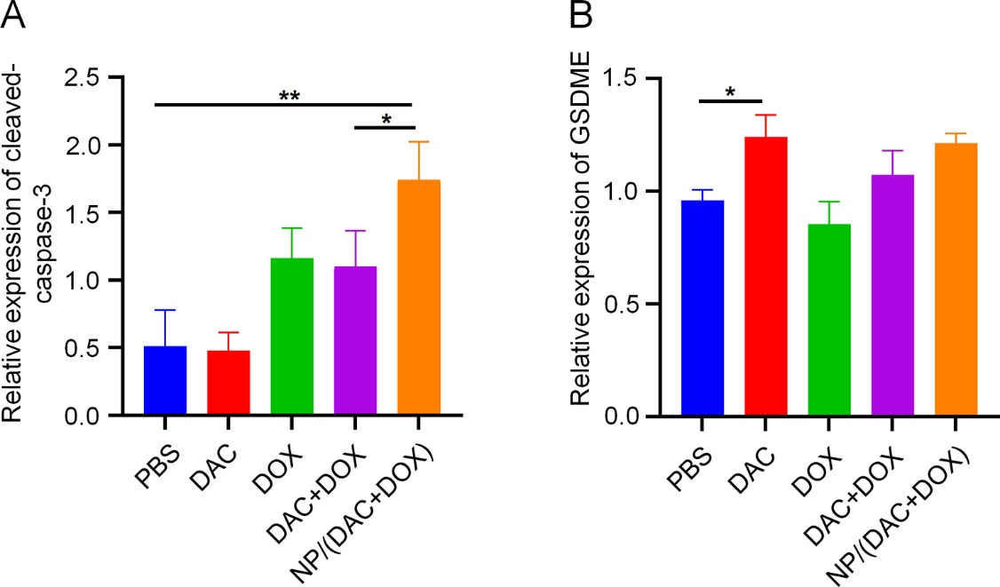 A
Relative expression of cleaved-
caspase-3
2.5
2.0
1.5
1.0
0.5
0.0
**
*
PBS
DAC
DOX
DAC+DOX
NP/(DAC+DOX)
B
Relative expression of GSDME
1.5
1.0
0.5
0.0
*
PBS
DAC
DOX
DAC+DOX
NP/(DAC+DOX)